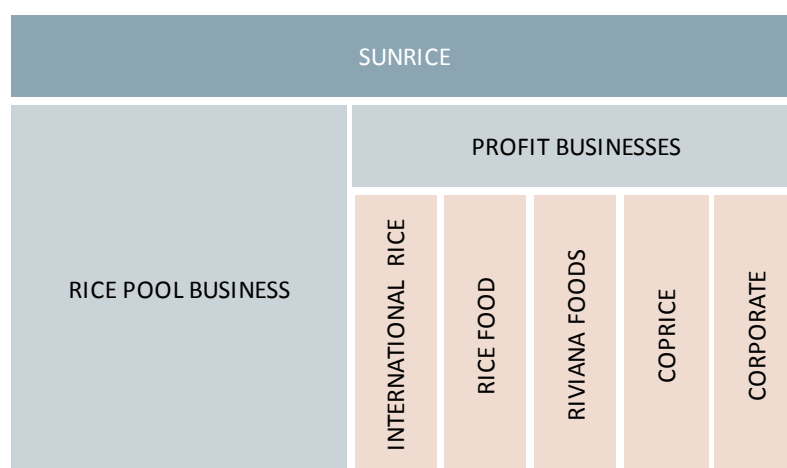 SUNRICE
PROFIT BUSINESSES
RICE POOL BUSINESS
INTERNATIONAL RICE
RICE FOOD
RIVIANA FOODS
COPRICE
CORPORATE